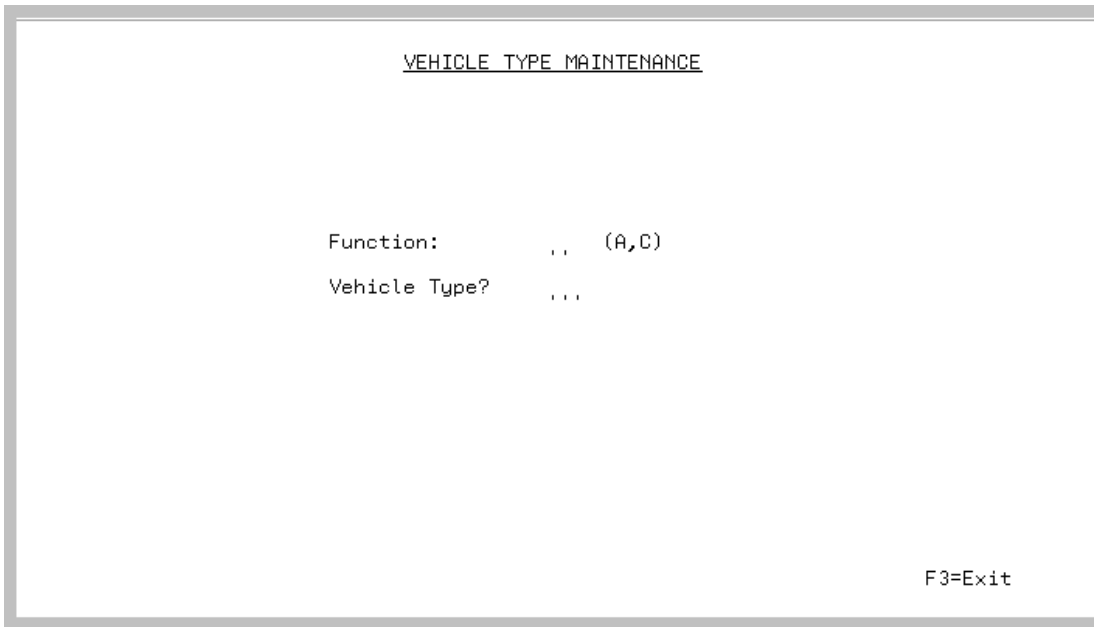 VEHICLE TYPE MAINTENANCE
Function: (A,C)
Vehicle Type?
F3=Exit